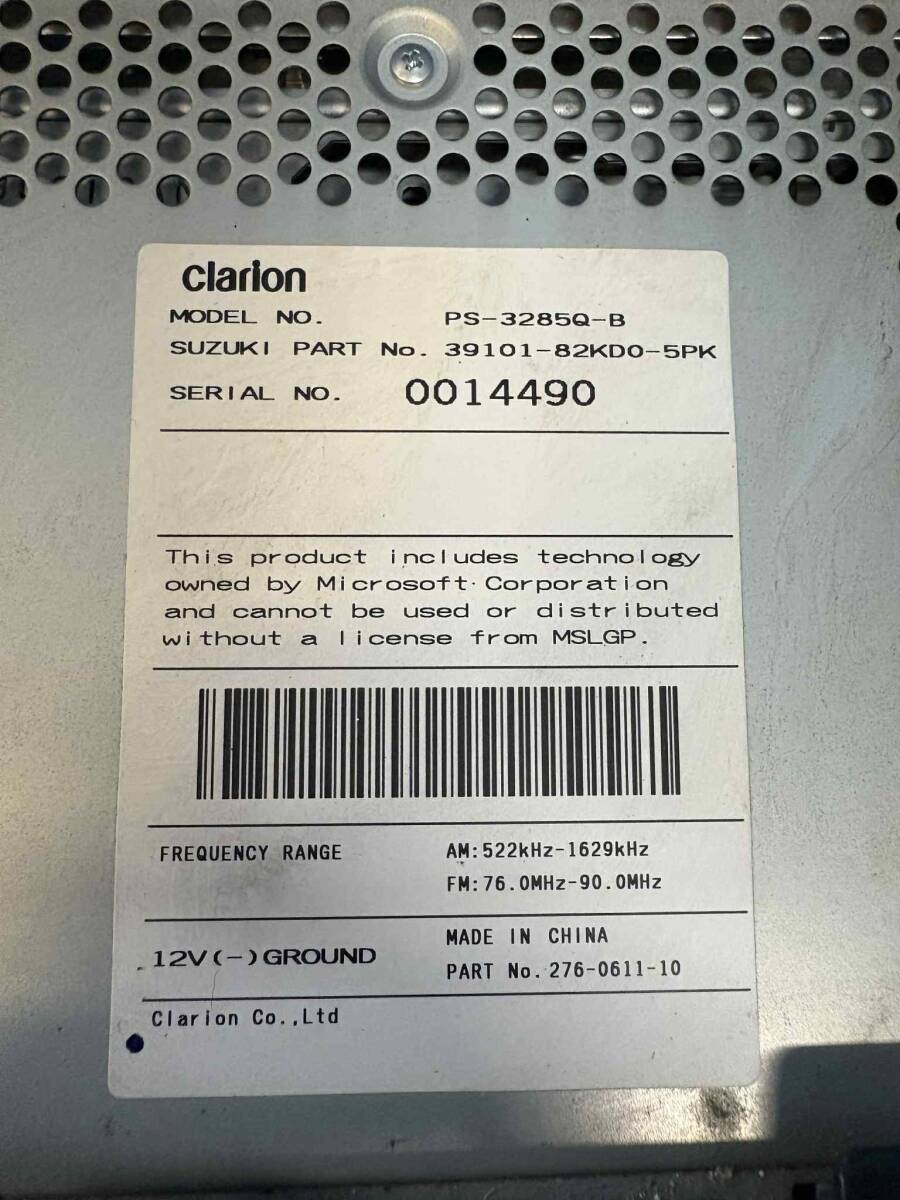 clarion
MODEL NO. PS-3285Q-B
SUZUKI PART No. 39101-82KD0-5PK
SERIAL NO. 0014490
This product includes technology
owned by Microsoft Corporation
and cannot be used or distributed
without a license from MSLGP.
FREQUENCY RANGE AM:522kHz-1629kHz
FM:76.0MHz-90.0MHz
12V(-)GROUND
MADE IN CHINA
PART No. 276-0611-10
Clarion Co.,Ltd